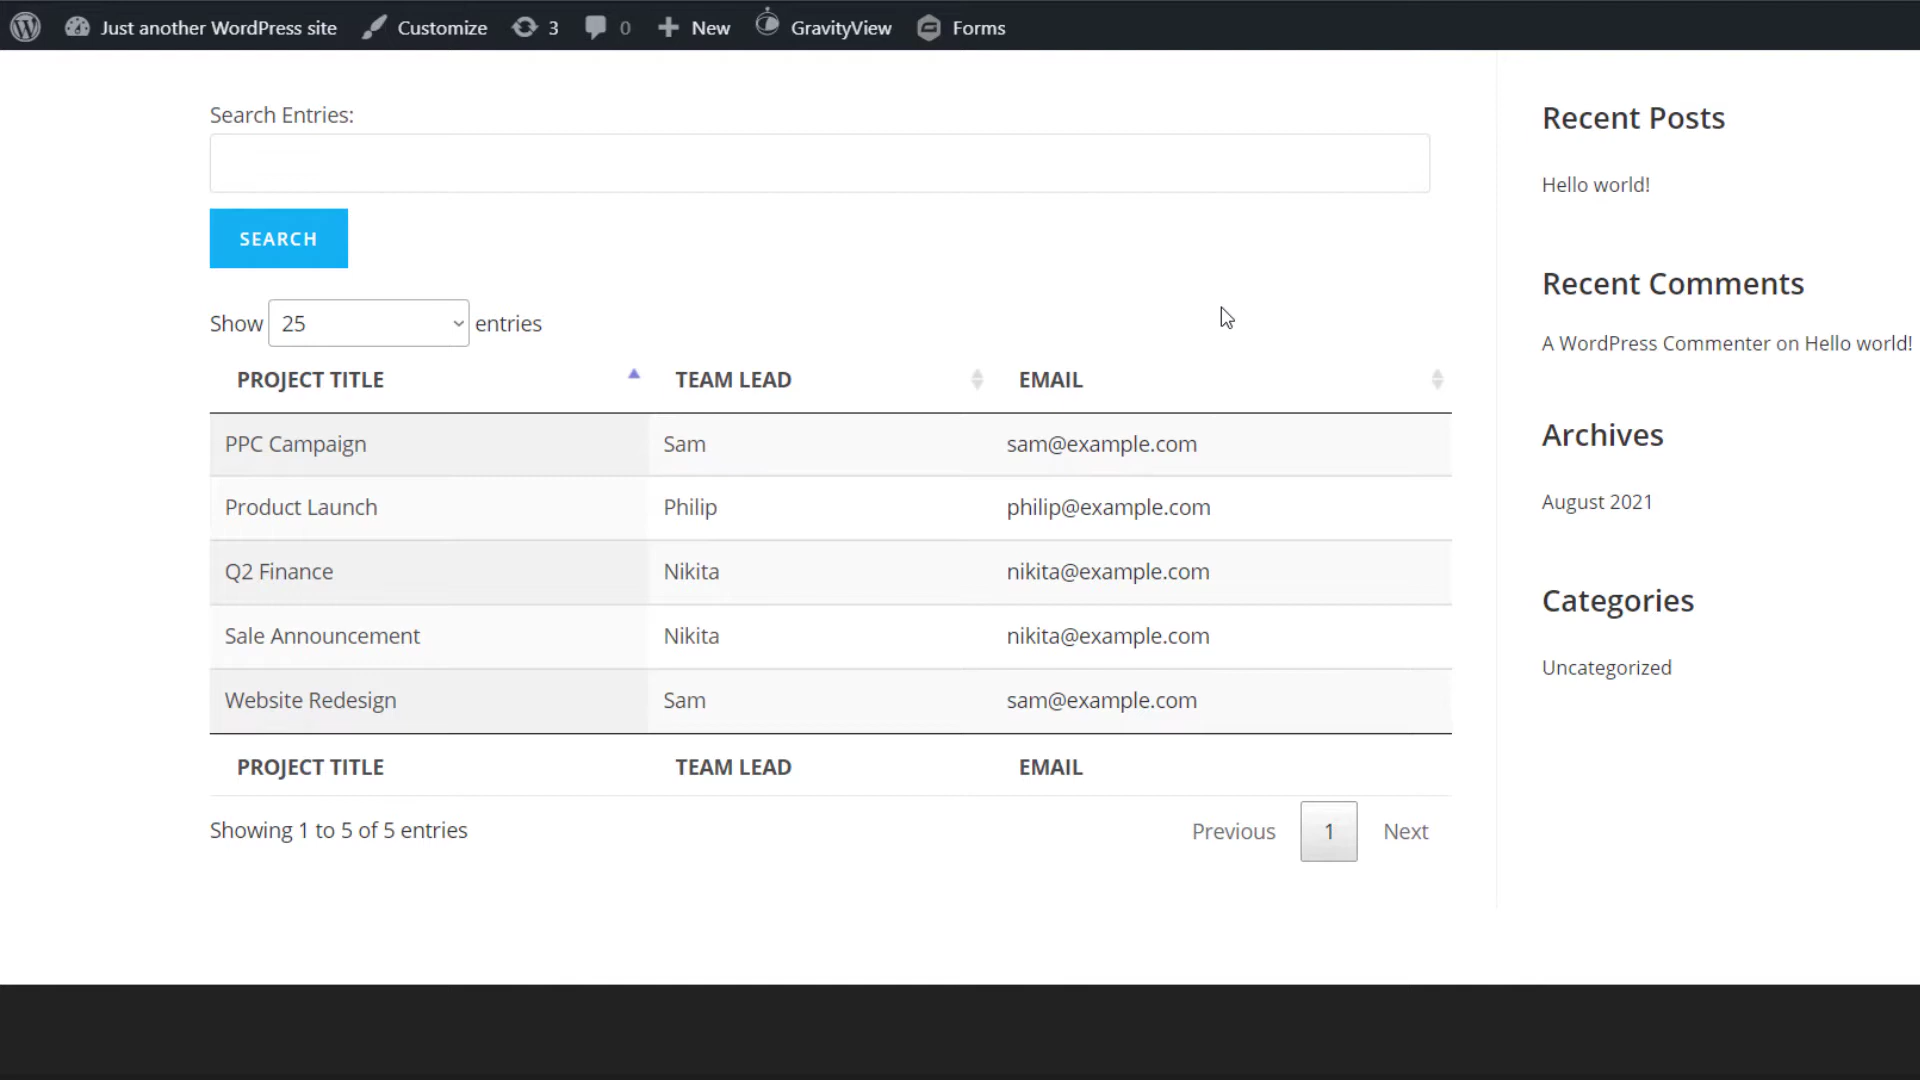 Just another WordPress site Customize 3 0 New GravityView Forms
Search Entries:
SEARCH
Show 25 entries
PROJECT TITLE TEAM LEAD EMAIL
PPC Campaign Sam sam@example.com
Product Launch Philip philip@example.com
Q2 Finance Nikita nikita@example.com
Sale Announcement Nikita nikita@example.com
Website Redesign Sam sam@example.com
PROJECT TITLE TEAM LEAD EMAIL
Showing 1 to 5 of 5 entries
Previous 1 Next
Recent Posts
Hello world!
Recent Comments
A WordPress Commenter on Hello world!
Archives
August 2021
Categories
Uncategorized